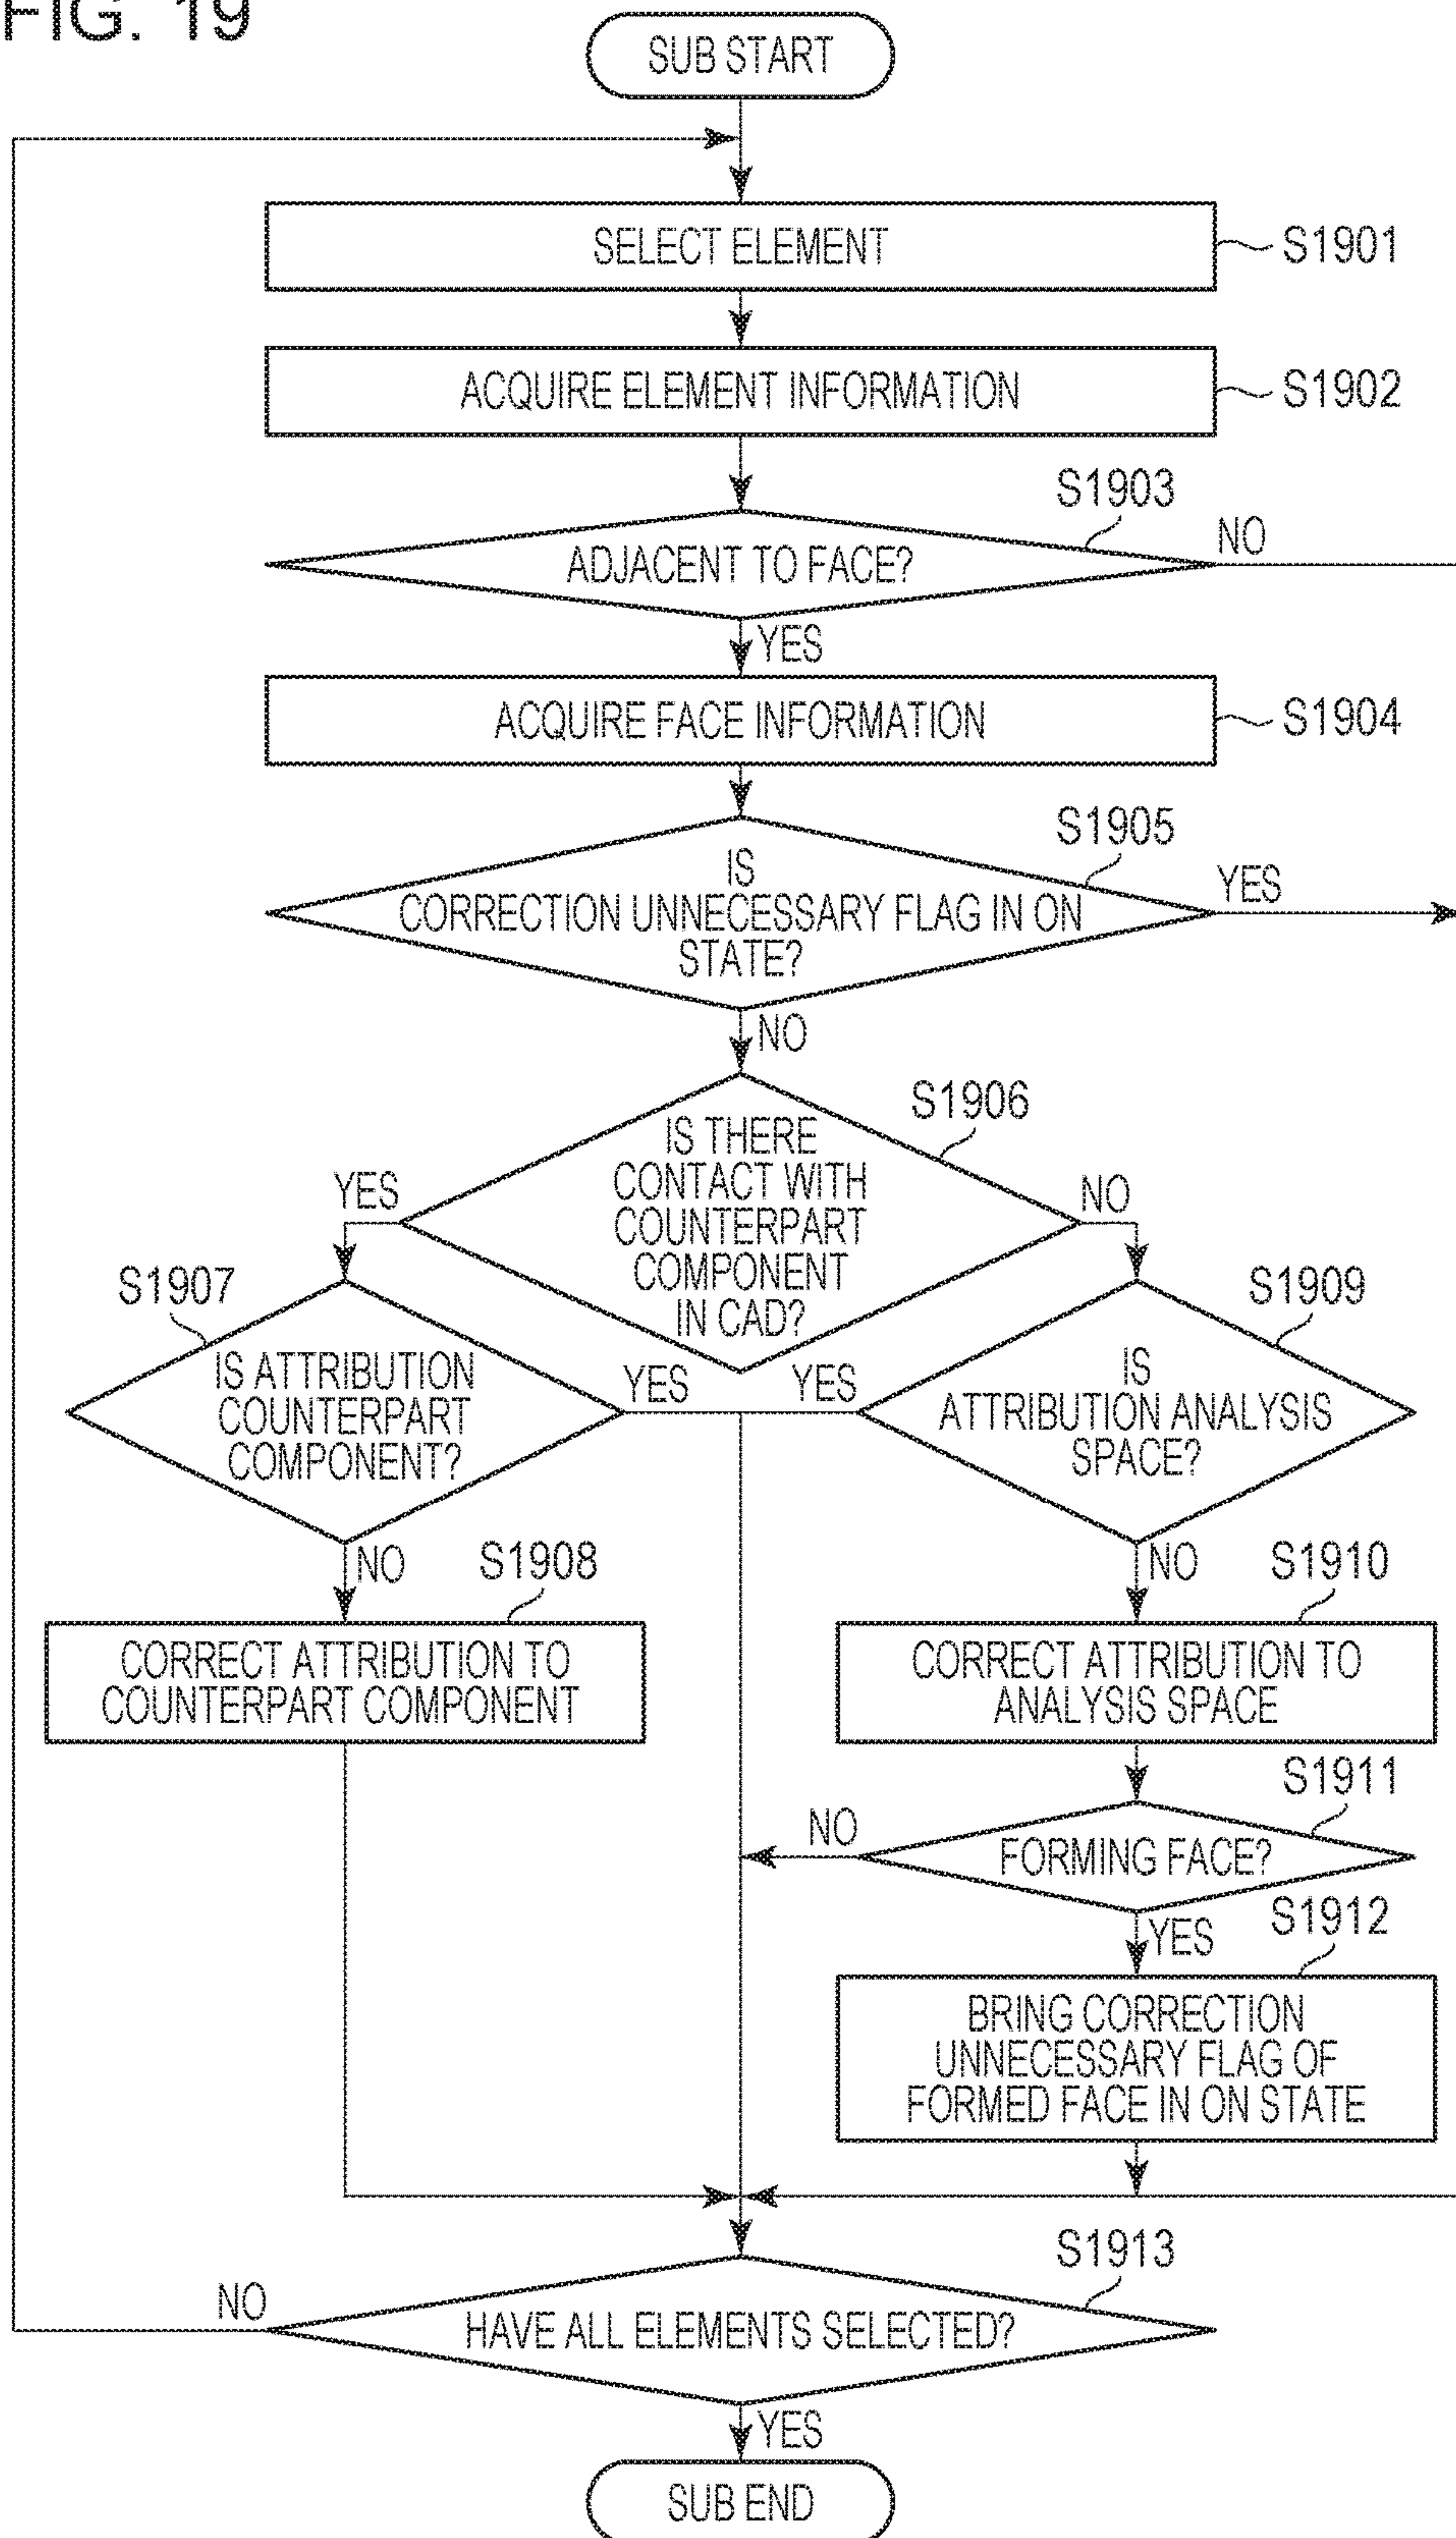 FIG. 19
SUB START
SELECT ELEMENT
S1901
ACQUIRE ELEMENT INFORMATION
S1902
S1903
ADJACENT TO FACE?
NO
YES
ACQUIRE FACE INFORMATION
S1904
S1905
IS
CORRECTION UNNECESSARY FLAG IN ON
STATE?
YES
NO
S1906
IS THERE
CONTACT WITH
COUNTERPART
COMPONENT
IN CAD?
YES
NO
S1907
IS ATTRIBUTION
COUNTERPART
COMPONENT?
YES
S1909
IS
ATTRIBUTION ANALYSIS
SPACE?
YES
NO
S1908
CORRECT ATTRIBUTION TO
COUNTERPART COMPONENT
NO
S1910
CORRECT ATTRIBUTION TO
ANALYSIS SPACE
S1911
FORMING FACE?
NO
YES
S1912
BRING CORRECTION
UNNECESSARY FLAG OF
FORMED FACE IN ON STATE
S1913
HAVE ALL ELEMENTS SELECTED?
NO
YES
SUB END